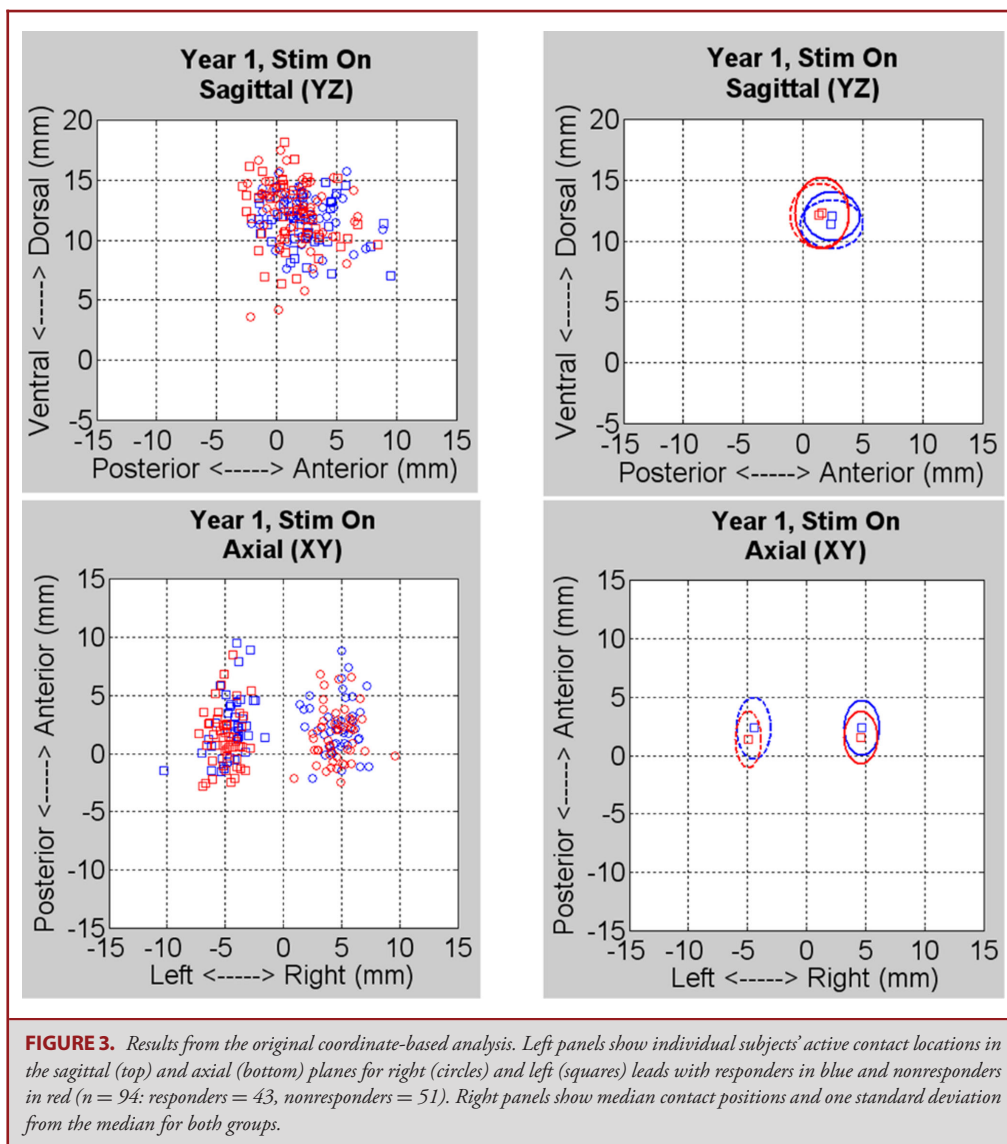 Year 1, Stim On
Sagittal (YZ)
Ventral <-----> Dorsal (mm)
20
15
10
5
0
-5
-15 -10 -5 0 5 10 15
Posterior <-----> Anterior (mm)
Year 1, Stim On
Sagittal (YZ)
Ventral <-----> Dorsal (mm)
20
15
10
5
0
-5
-15 -10 -5 0 5 10 15
Posterior <-----> Anterior (mm)
Year 1, Stim On
Axial (XY)
Posterior <-----> Anterior (mm)
15
10
5
0
-5
-10
-15
-15 -10 -5 0 5 10 15
Left <-----> Right (mm)
Year 1, Stim On
Axial (XY)
Posterior <-----> Anterior (mm)
15
10
5
0
-5
-10
-15
-15 -10 -5 0 5 10 15
Left <-----> Right (mm)
FIGURE 3. Results from the original coordinate-based analysis. Left panels show individual subjects' active contact locations in
the sagittal (top) and axial (bottom) planes for right (circles) and left (squares) leads with responders in blue and nonresponders
in red (n = 94: responders = 43, nonresponders = 51). Right panels show median contact positions and one standard deviation
from the median for both groups.